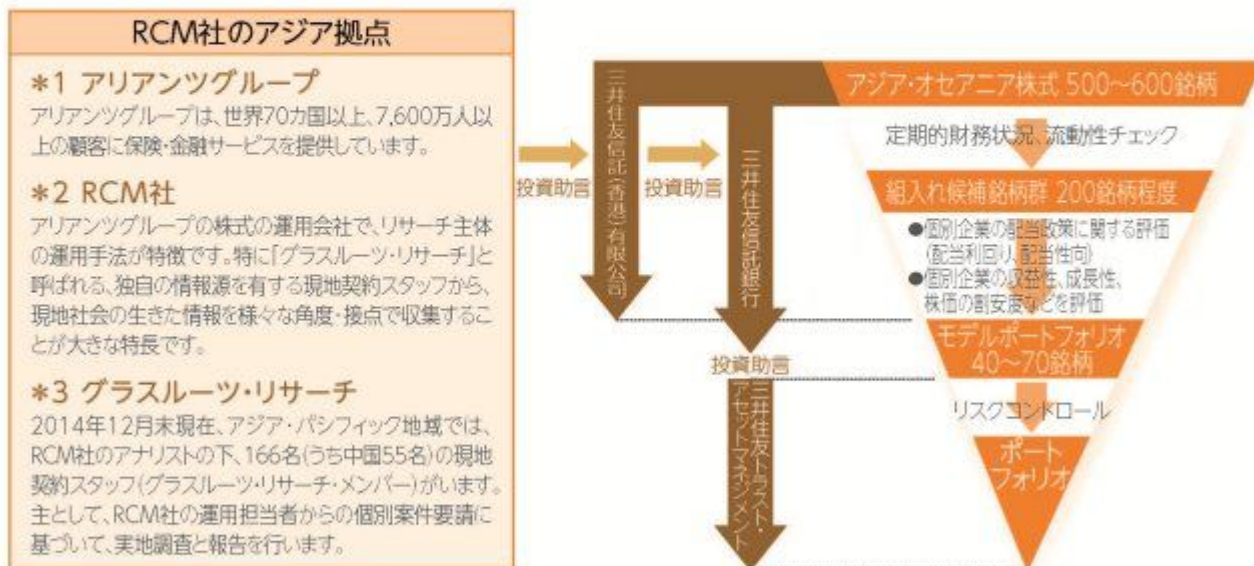 RCM社のアジア拠点
*1 アリアンツグループ
アリアンツグループは、世界70カ国以上、7,600万人以
上の顧客に保険・金融サービスを提供しています。
*2 RCM社
アリアンツグループの株式の運用会社で、リサーチ主体
の運用手法が特徴です。特に「グラスルーツ・リサーチ」と
呼ばれる、独自の情報源を有する現地契約スタッフから、
現地社会の生きた情報を様々な角度・接点で収集するこ
とが大きな特長です。
*3 グラスルーツ・リサーチ
2014年12月末現在、アジア・パシフィック地域では、
RCM社のアナリストの下、166名(うち中国55名)の現地
契約スタッフ(グラスルーツ・リサーチ・メンバー)がいます。
主として、RCM社の運用担当者からの個別案件要請に
基づいて、実地調査と報告を行います。
投資助言
三井住友信託(香港)有限公司
投資助言
三井住友信託銀行
投資助言
三井住友トラスト・
アセットマネジメント
アジア・オセアニア株式 500～600銘柄
定期的財務状況、流動性チェック
組入れ候補銘柄群 200銘柄程度
●個別企業の配当政策に関する評価
(配当利回り、配当性向)
●個別企業の収益性、成長性、
株価の割安度などを評価
モデルポートフォリオ
40～70銘柄
リスクコントロール
ポート
フォリオ